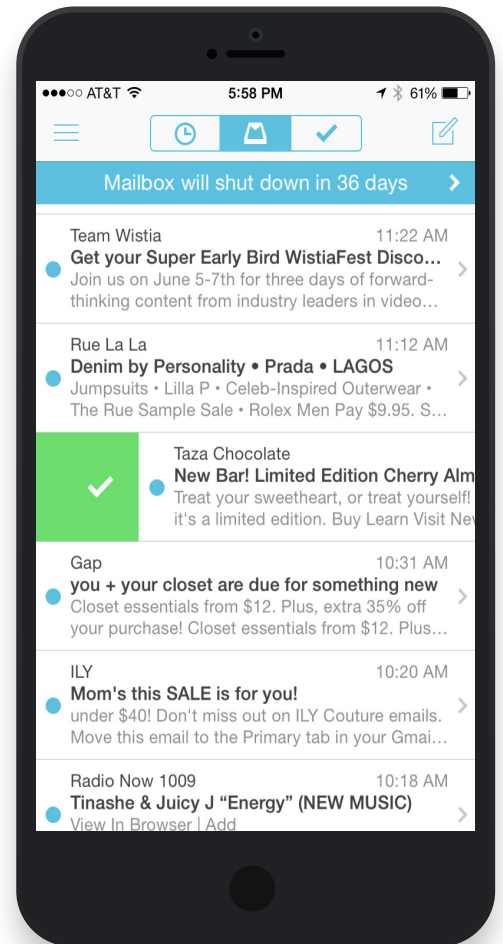 AT&T 5:58 PM 61%
Mailbox will shut down in 36 days
Team Wistia 11:22 AM
Get your Super Early Bird WistiaFest Disco...
Join us on June 5-7th for three days of forward-
thinking content from industry leaders in video...
Rue La La 11:12 AM
Denim by Personality • Prada • LAGOS
Jumpsuits • Lilla P • Celeb-Inspired Outerwear •
The Rue Sample Sale • Rolex Men Pay $9.95. S...
Taza Chocolate
New Bar! Limited Edition Cherry Alm
Treat your sweetheart, or treat yourself!
it's a limited edition. Buy Learn Visit Nev
Gap 10:31 AM
you + your closet are due for something new
Closet essentials from $12. Plus, extra 35% off
your purchase! Closet essentials from $12. Plus...
ILY 10:20 AM
Mom's this SALE is for you!
under $40! Don't miss out on ILY Couture emails.
Move this email to the Primary tab in your Gmai...
Radio Now 1009 10:18 AM
Tinashe & Juicy J “Energy” (NEW MUSIC)
View In Browser | Add